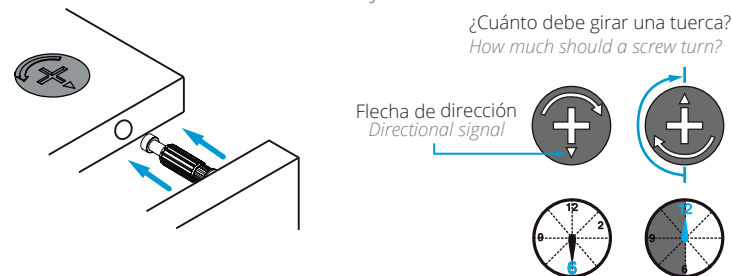 ¿Cuánto debe girar una tuerca?
How much should a screw turn?
Flecha de dirección
Directional signal
12
2
9
6
12
9
6